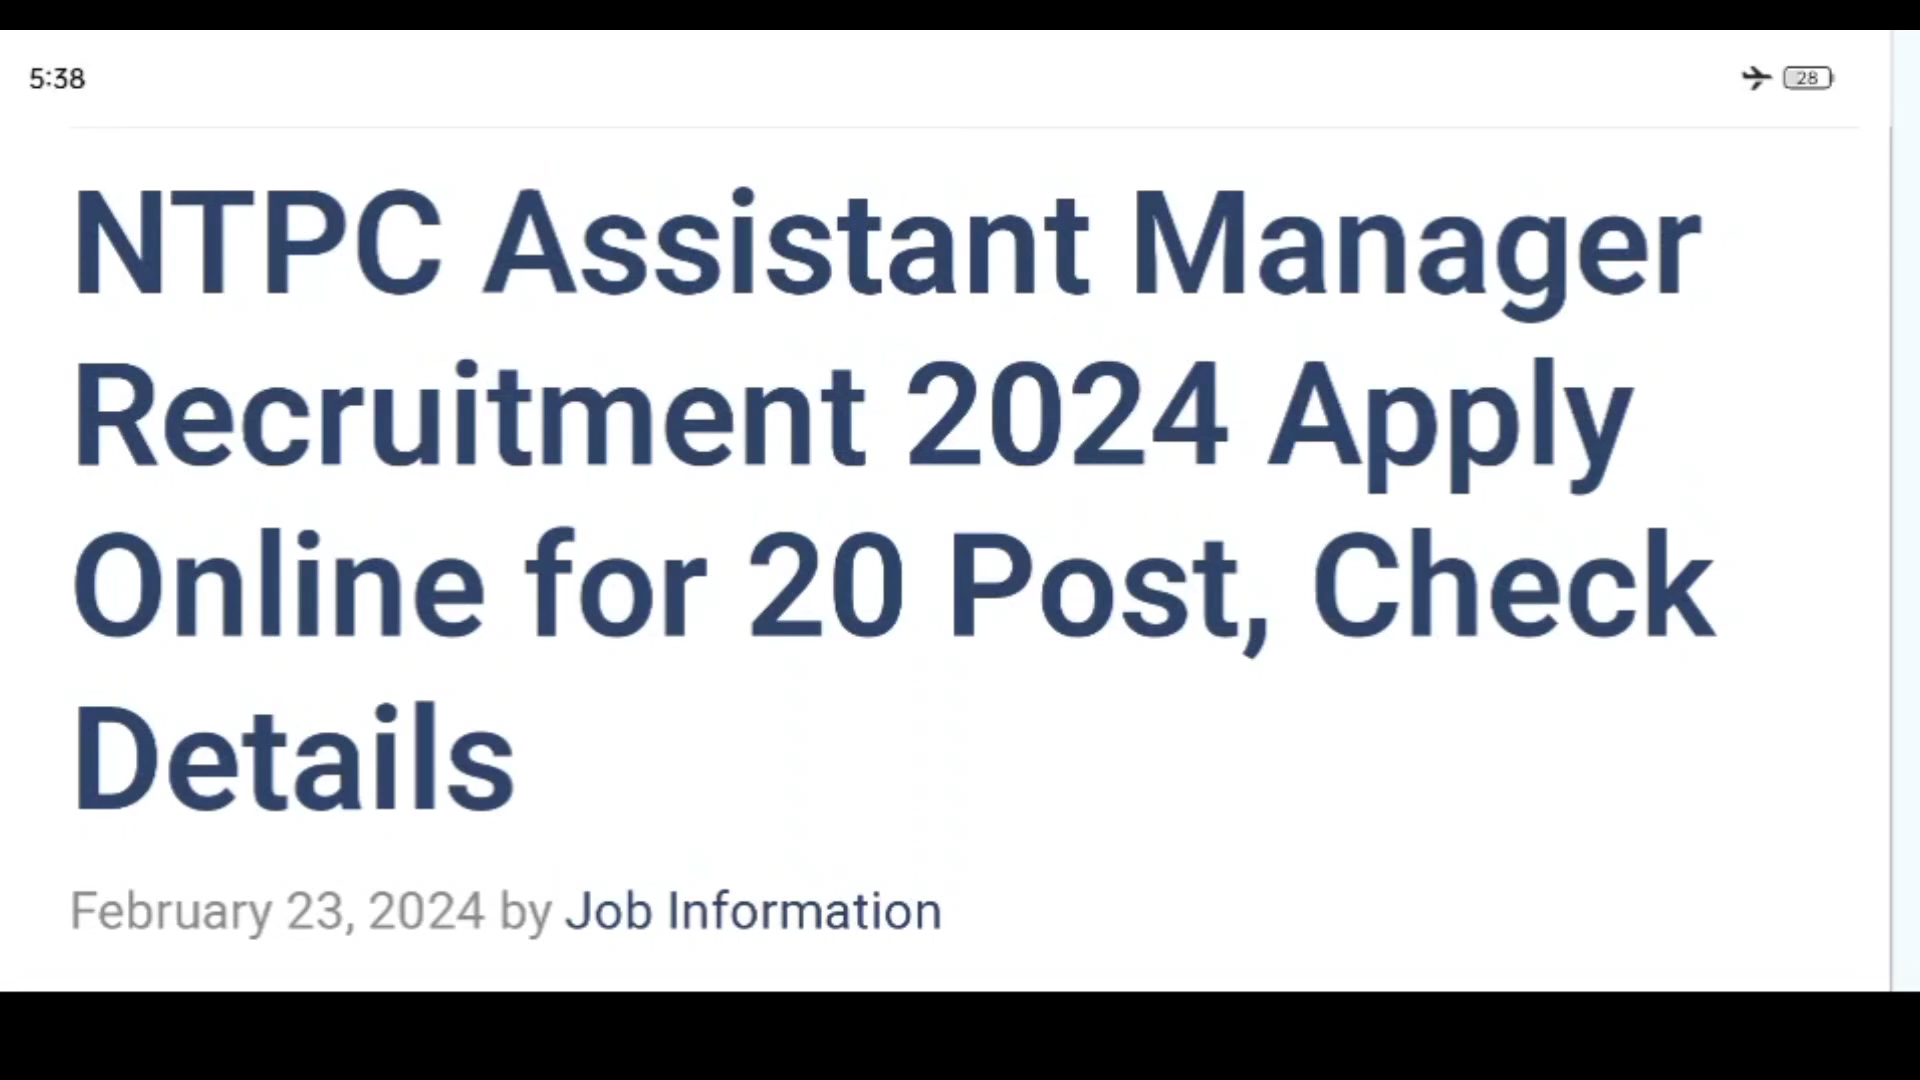 5:38
28
NTPC Assistant Manager
Recruitment 2024 Apply
Online for 20 Post, Check
Details
February 23, 2024 by Job Information